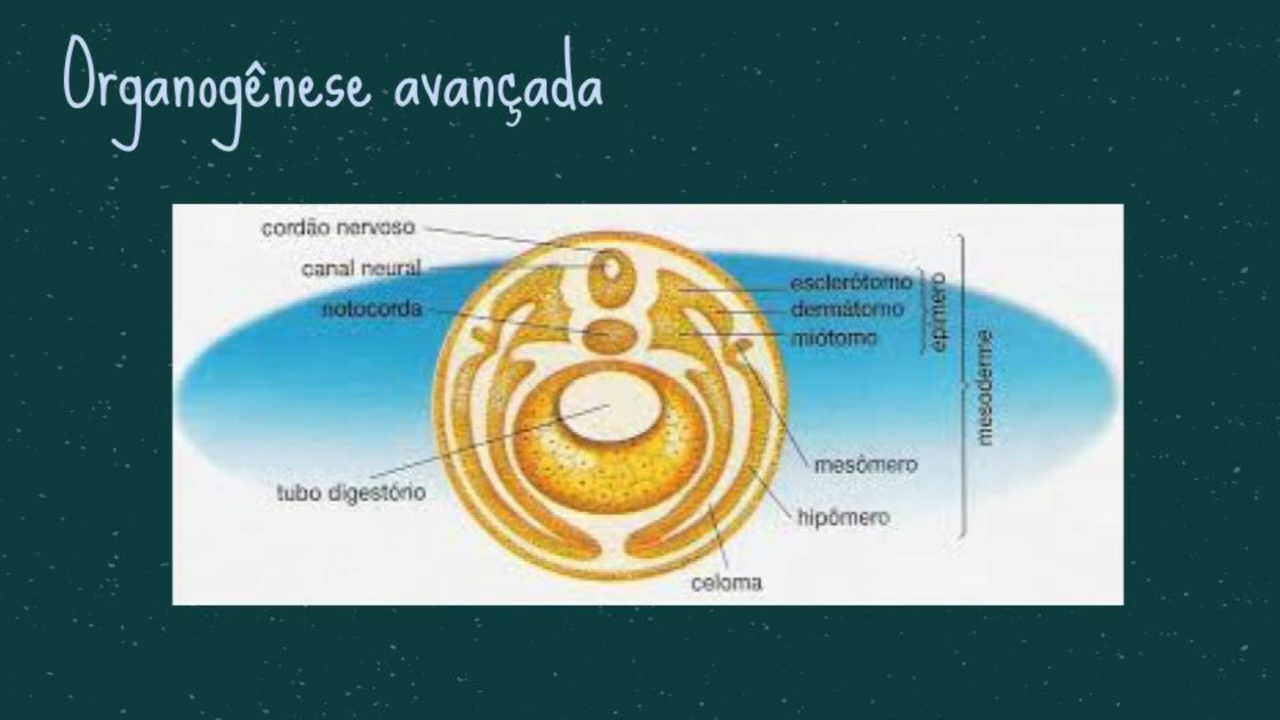 Organogênese avançada
cordão nervoso
canal neural
notocorda
tubo digestório
esclerótomo
dermátomo
miótomo
epímero
mesoderme
mesômero
hipômero
celoma